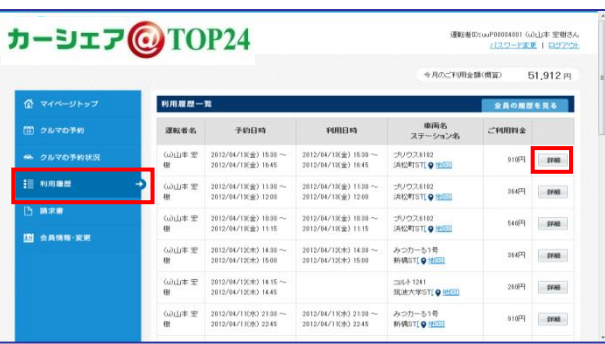 カーシェア@TOP24
運転者ID:uuP00004001 (ω)山本 宏樹さん
パスワード変更 | ログアウト
今月のご利用金額(概算) 51,912 円
マイページトップ
クルマの予約
クルマの予約状況
利用履歴
請求書
会員情報・変更
利用履歴一覧 全員の履歴を見る
運転者名 予約日時 利用日時 車両名 ステーション名 ご利用料金
(ω)山本 宏樹 2012/04/13(金) 15:30 ～ 2012/04/13(金) 16:45 2012/04/13(金) 15:30 ～ 2012/04/13(金) 16:45 プリウス6102 浜松町ST[地図] 910円 詳細
(ω)山本 宏樹 2012/04/13(金) 11:30 ～ 2012/04/13(金) 12:00 2012/04/13(金) 11:30 ～ 2012/04/13(金) 12:00 プリウス6102 浜松町ST[地図] 364円 詳細
(ω)山本 宏樹 2012/04/13(金) 10:30 ～ 2012/04/13(金) 11:15 2012/04/13(金) 10:30 ～ 2012/04/13(金) 11:15 プリウス6102 浜松町ST[地図] 546円 詳細
(ω)山本 宏樹 2012/04/12(木) 14:30 ～ 2012/04/12(木) 15:00 2012/04/12(木) 14:30 ～ 2012/04/12(木) 15:00 みつカーる1号 新橋ST[地図] 364円 詳細
(ω)山本 宏樹 2012/04/12(木) 14:15 ～ 2012/04/12(木) 14:45 コルト1241 筑波大学ST[地図] 260円 詳細
(ω)山本 宏樹 2012/04/11(水) 21:30 ～ 2012/04/11(水) 22:45 2012/04/11(水) 21:30 ～ 2012/04/11(水) 22:45 みつカーる1号 新橋ST[地図] 910円 詳細